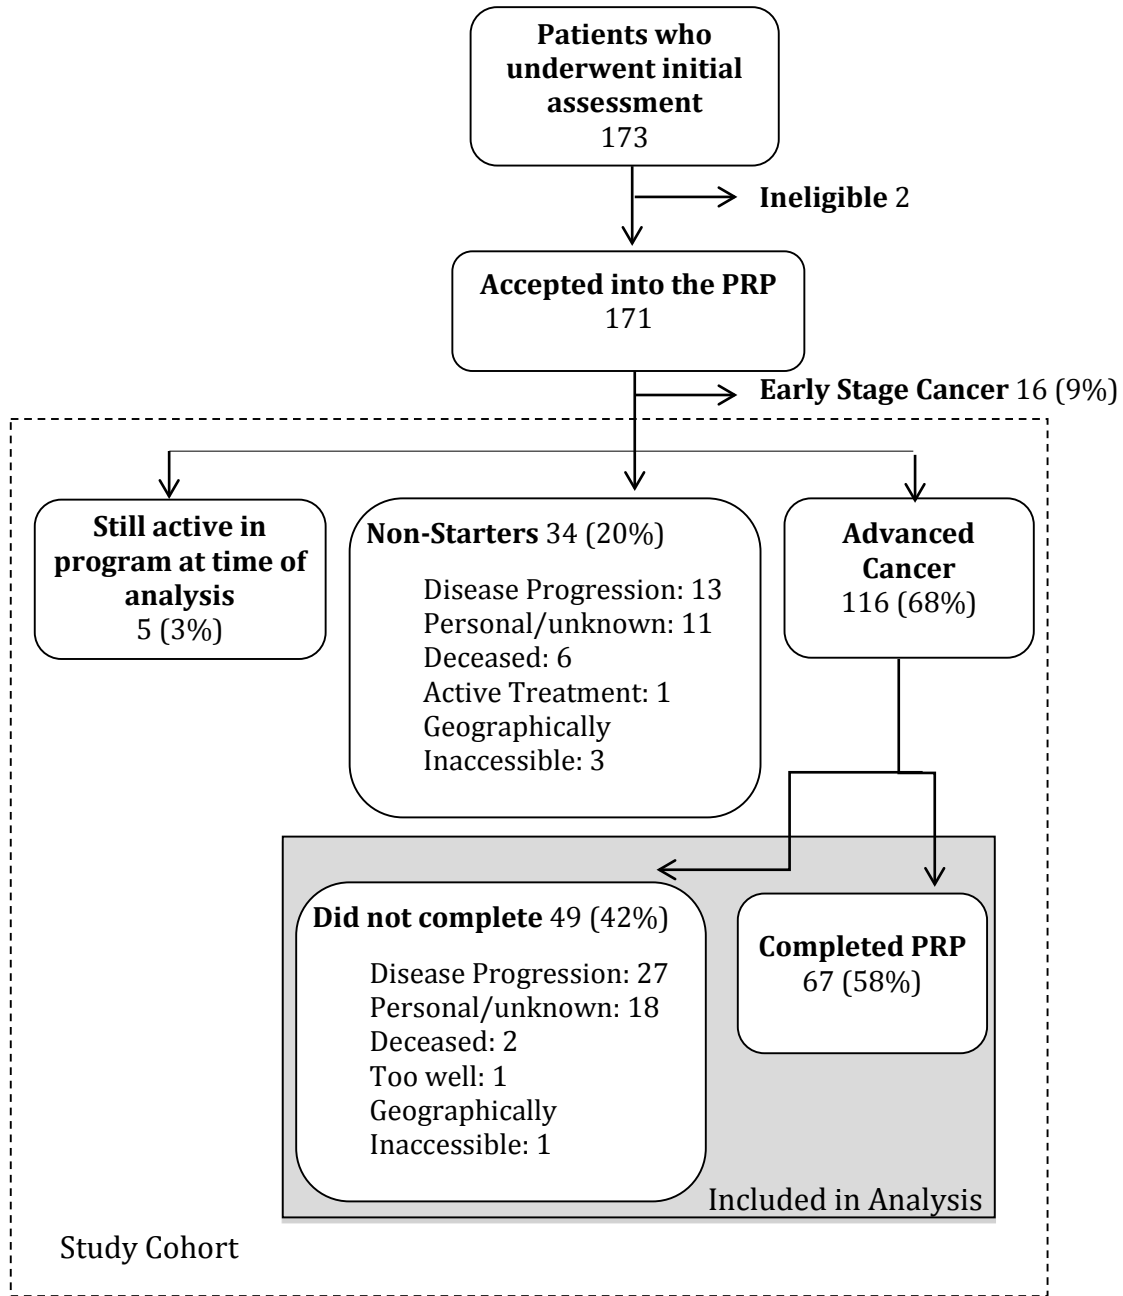 Patients who
underwent initial
assessment
173
Ineligible 2
Accepted into the PRP
171
Early Stage Cancer 16 (9%)
Still active in
program at time of
analysis
5 (3%)
Non-Starters 34 (20%)
Disease Progression: 13
Personal/unknown: 11
Deceased: 6
Active Treatment: 1
Geographically
Inaccessible: 3
Advanced
Cancer
116 (68%)
Did not complete 49 (42%)
Disease Progression: 27
Personal/unknown: 18
Deceased: 2
Too well: 1
Geographically
Inaccessible: 1
Completed PRP
67 (58%)
Included in Analysis
Study Cohort